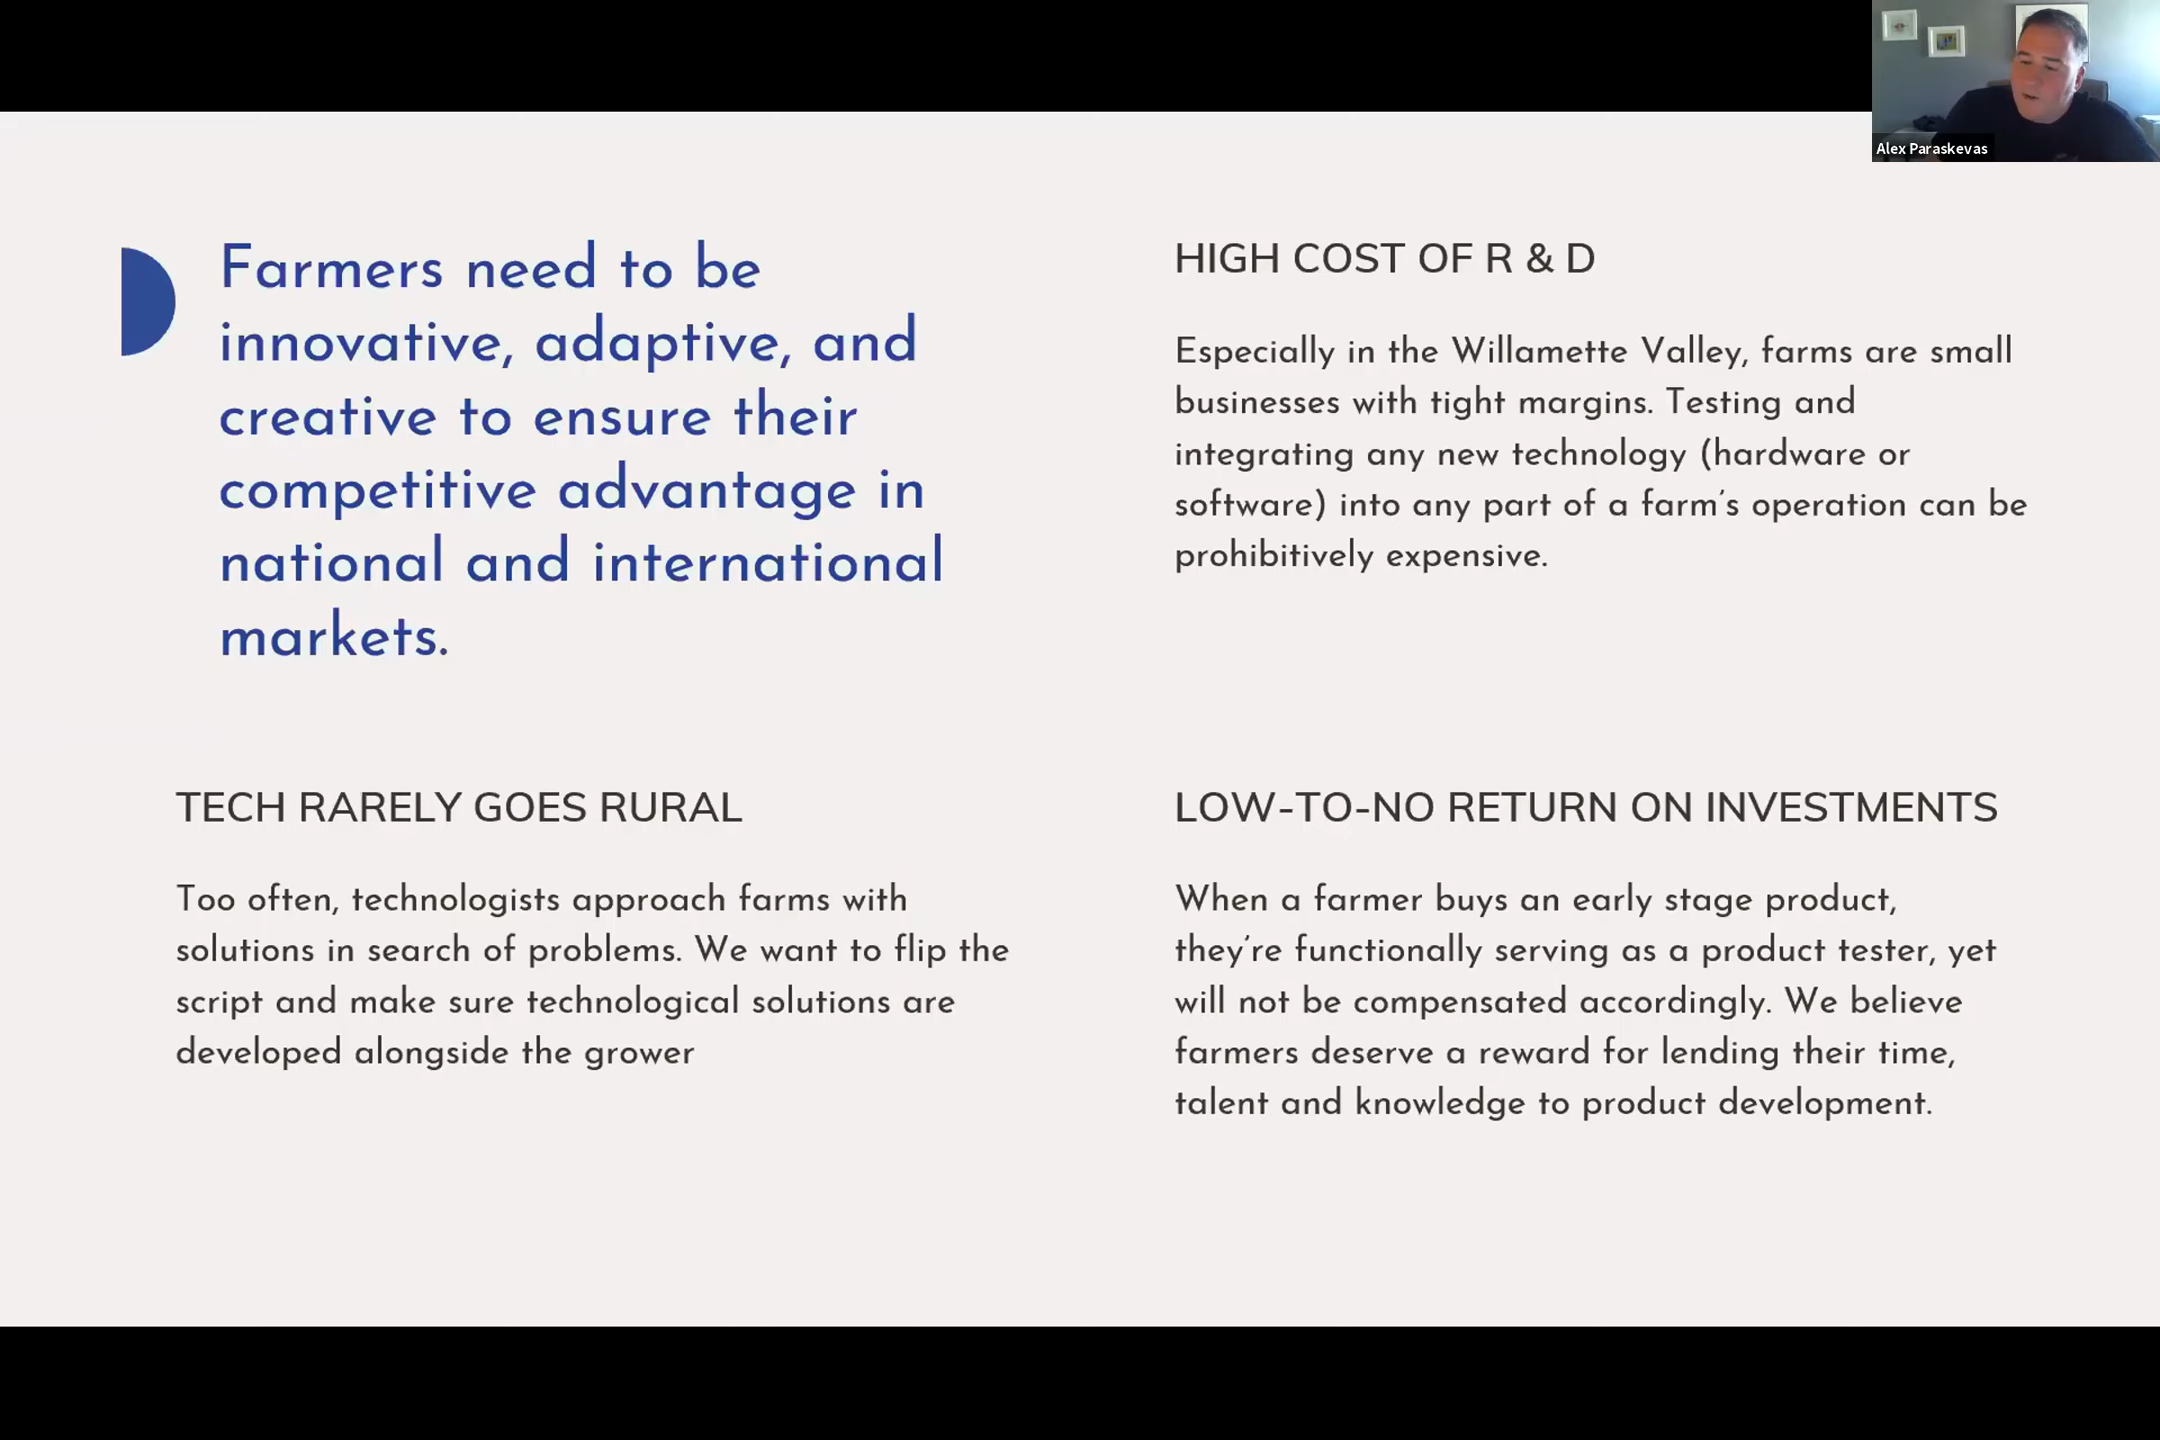 Alex Paraskevas
Farmers need to be
innovative, adaptive, and
creative to ensure their
competitive advantage in
national and international
markets.
HIGH COST OF R & D
Especially in the Willamette Valley, farms are small
businesses with tight margins. Testing and
integrating any new technology (hardware or
software) into any part of a farm's operation can be
prohibitively expensive.
TECH RARELY GOES RURAL
Too often, technologists approach farms with
solutions in search of problems. We want to flip the
script and make sure technological solutions are
developed alongside the grower
LOW-TO-NO RETURN ON INVESTMENTS
When a farmer buys an early stage product,
they're functionally serving as a product tester, yet
will not be compensated accordingly. We believe
farmers deserve a reward for lending their time,
talent and knowledge to product development.